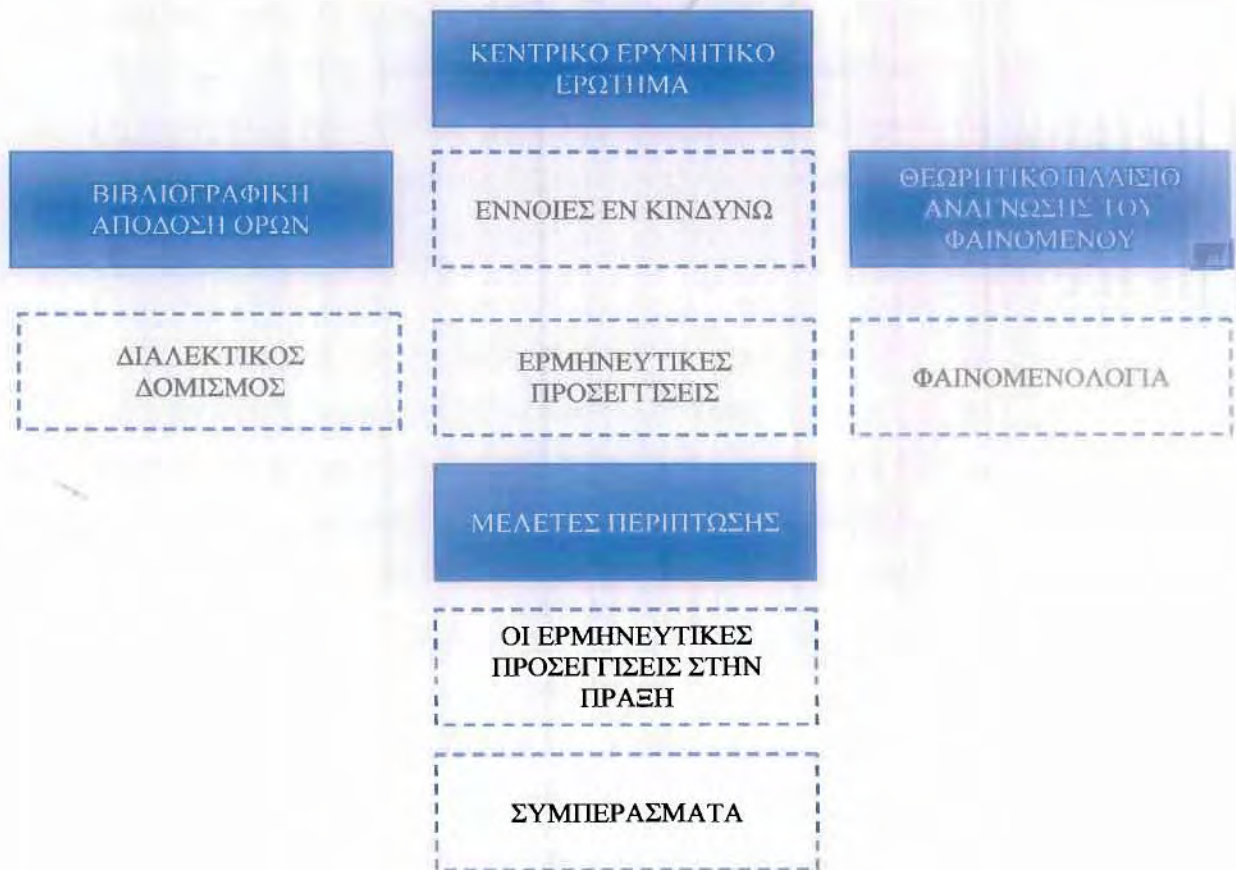 ΚΕΝΤΡΙΚΟ ΕΡΥΝΗΤΙΚΟ
ΕΡΩΤΗΜΑ
ΒΙΒΛΙΟΓΡΑΦΙΚΗ
ΑΠΟΔΟΣΗ ΟΡΩΝ
ΕΝΝΟΙΕΣ ΕΝ ΚΙΝΔΥΝΩ
ΘΕΩΡΗΤΙΚΟ ΠΛΑΙΣΙΟ
ΑΝΑΓΝΩΣΗΣ ΤΟΥ
ΦΑΙΝΟΜΕΝΟΥ
ΔΙΑΛΕΚΤΙΚΟΣ
ΔΟΜΙΣΜΟΣ
ΕΡΜΗΝΕΥΤΙΚΕΣ
ΠΡΟΣΕΓΓΙΣΕΙΣ
ΦΑΙΝΟΜΕΝΟΛΟΓΙΑ
ΜΕΛΕΤΕΣ ΠΕΡΙΠΤΩΣΗΣ
ΟΙ ΕΡΜΗΝΕΥΤΙΚΕΣ
ΠΡΟΣΕΓΓΙΣΕΙΣ ΣΤΗΝ
ΠΡΑΞΗ
ΣΥΜΠΕΡΑΣΜΑΤΑ